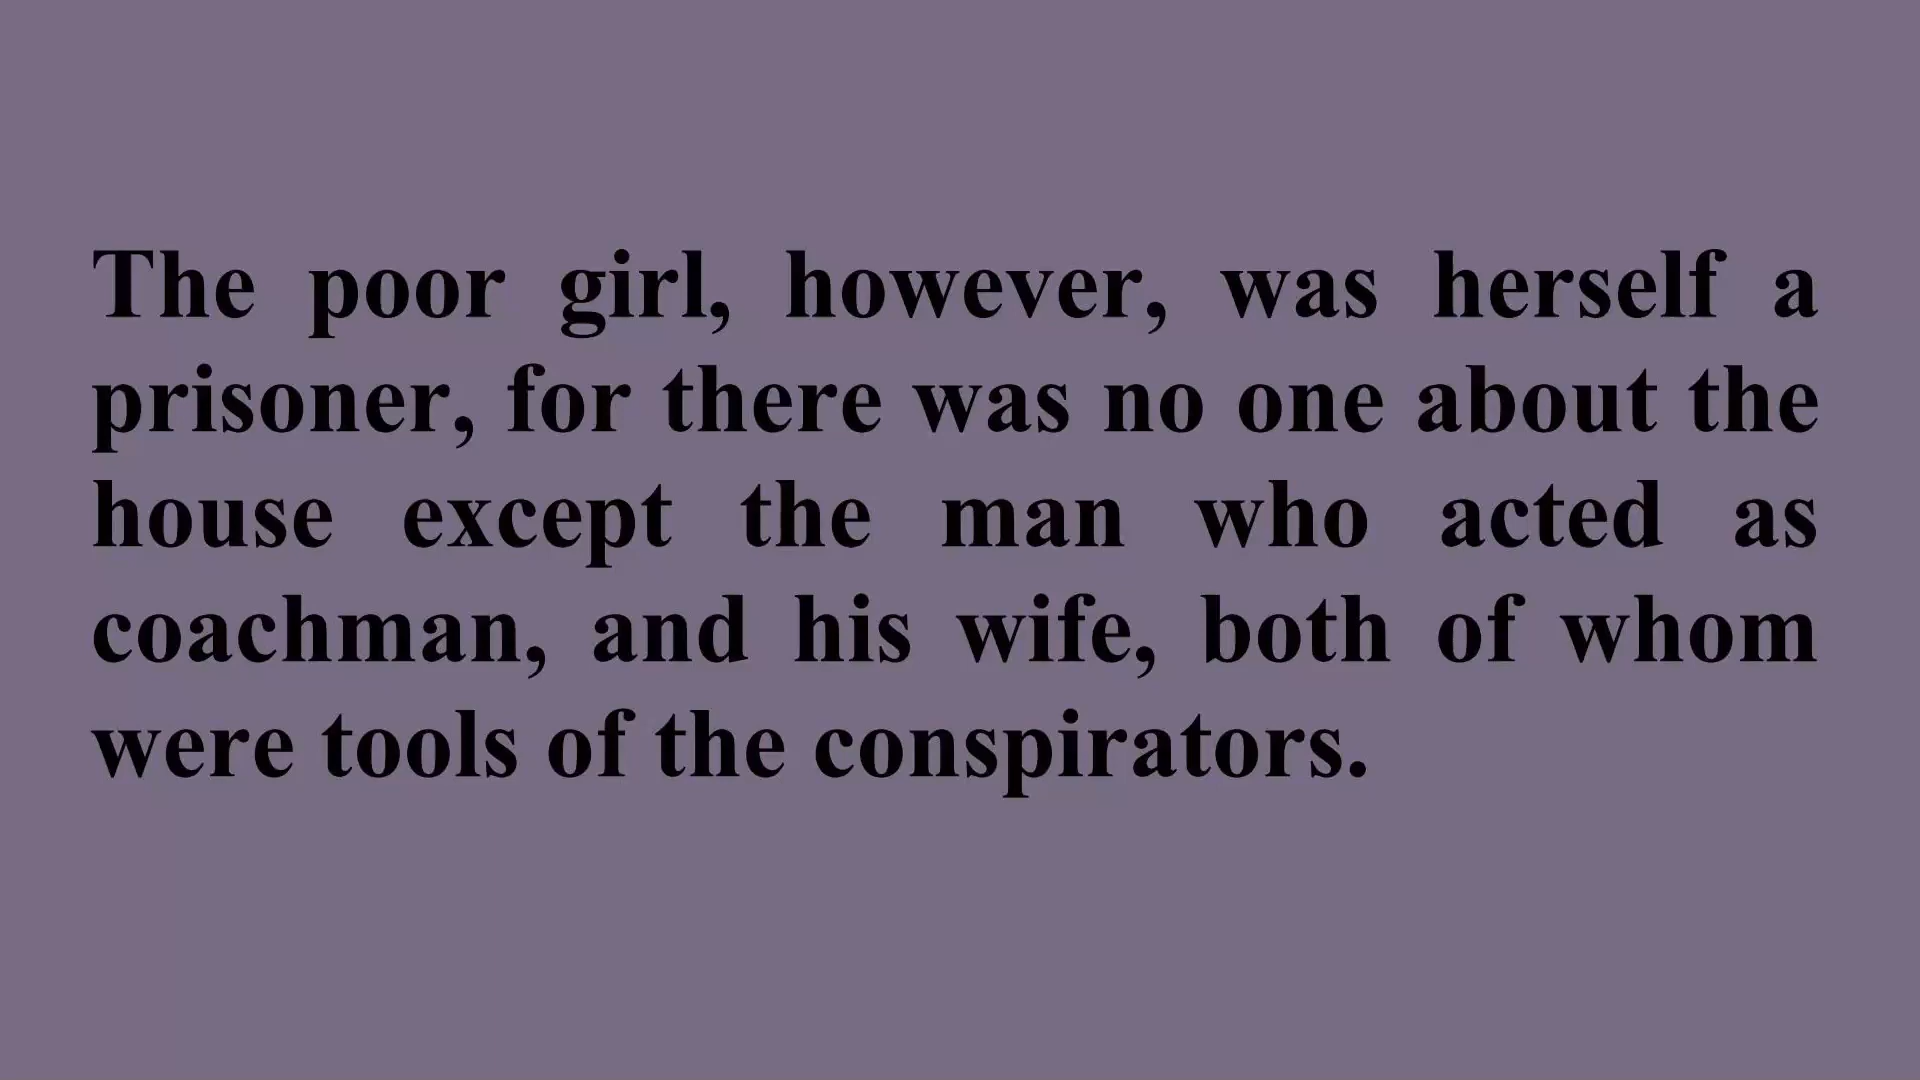 The poor girl, however, was herself a
prisoner, for there was no one about the
house except the man who acted as
coachman, and his wife, both of whom
were tools of the conspirators.